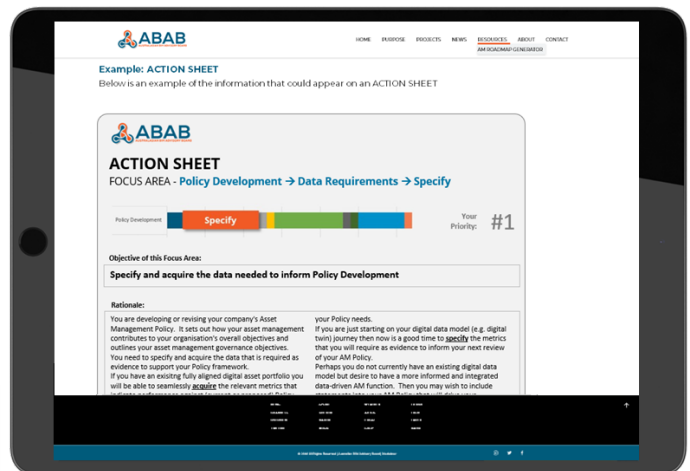 ABAB
HOME PURPOSE PROJECTS NEWS RESOURCES ABOUT CONTACT
AM ROADMAP GENERATOR
Example: ACTION SHEET
Below is an example of the information that could appear on an ACTION SHEET
ABAB
ACTION SHEET
FOCUS AREA - Policy Development → Data Requirements → Specify
Policy Development
Specify
Your
Priority:
#1
Objective of this Focus Area:
Specify and acquire the data needed to inform Policy Development
Rationale:
You are developing or revising your company's Asset
Management Policy. It sets out how your asset management
contributes to your organisation's overall objectives and
outlines your asset management governance objectives.
You need to specify and acquire the data that is required as
evidence to support your Policy framework.
If you have an exisitng fully aligned digital asset portfolio you
will be able to seamlessly acquire the relevant metrics that
your Policy needs.
If you are just starting on your digital data model (e.g. digital
twin) journey then now is a good time to specify the metrics
that you will require as evidence to inform your next review
of your AM Policy.
Perhaps you do not currently have an existing digital data
model but desire to have a more informed and integrated
data-driven AM function. Then you may wish to include